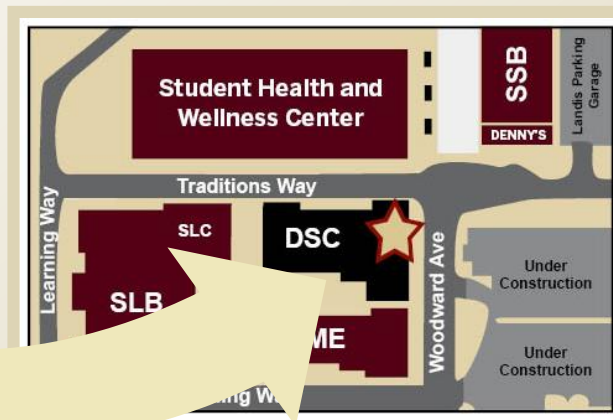 Student Health and
Wellness Center
SSB
DENNY'S
Landis Parking
Garage
Learning Way
Traditions Way
SLC
DSC
SLB
Woodward Ave
Under
Construction
ME
Under
Construction